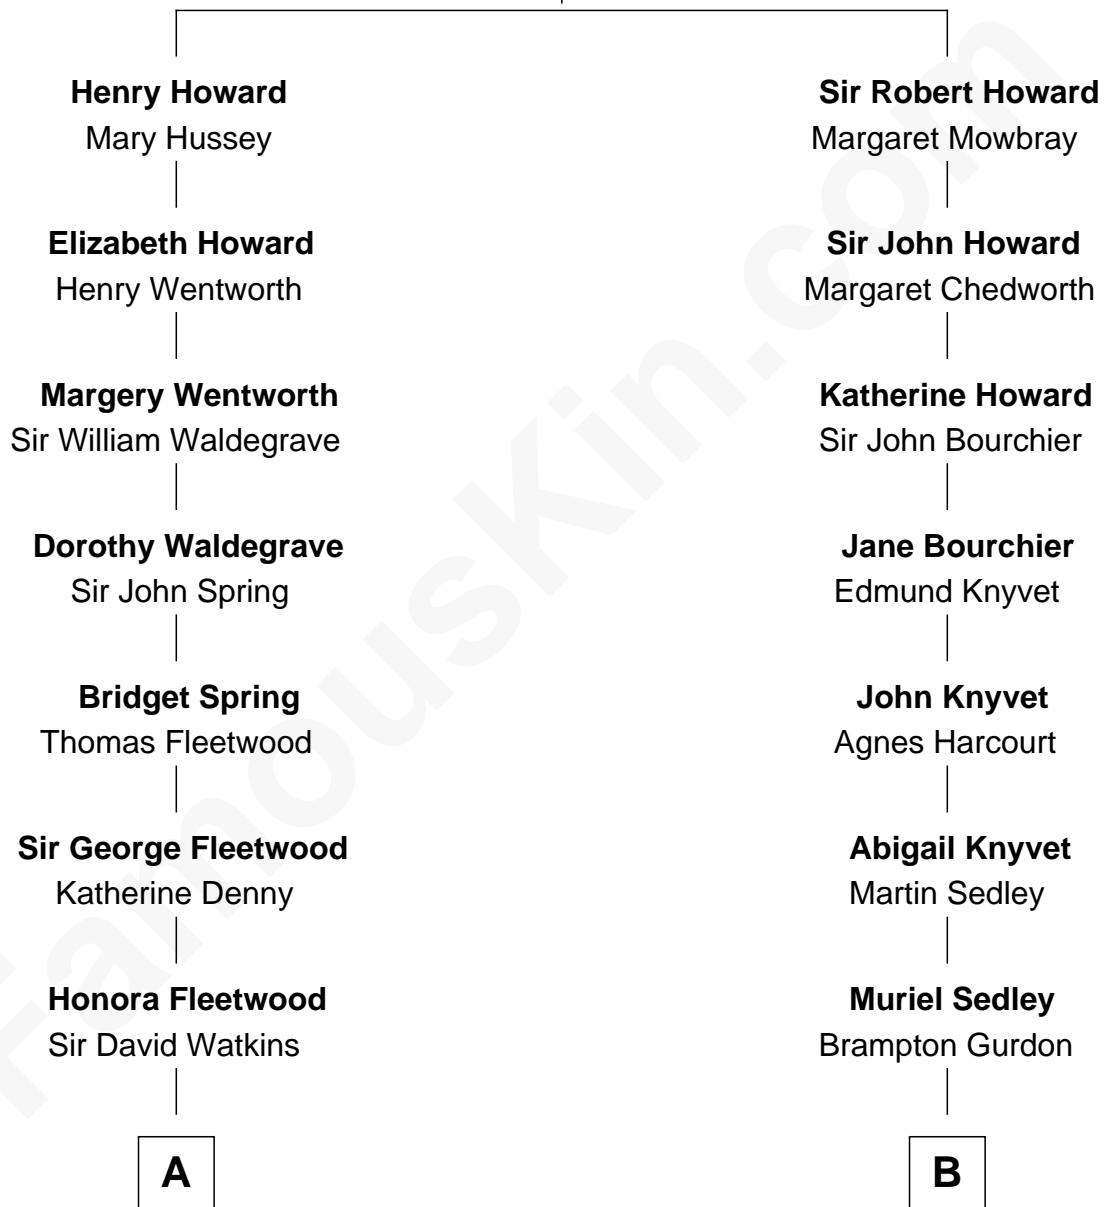 Henry Howard
Mary Hussey
Elizabeth Howard
Henry Wentworth
Margery Wentworth
Sir William Waldegrave
Dorothy Waldegrave
Sir John Spring
Bridget Spring
Thomas Fleetwood
Sir George Fleetwood
Katherine Denny
Honora Fleetwood
Sir David Watkins
A
Sir Robert Howard
Margaret Mowbray
Sir John Howard
Margaret Chedworth
Katherine Howard
Sir John Bourchier
Jane Bourchier
Edmund Knyvet
John Knyvet
Agnes Harcourt
Abigail Knyvet
Martin Sedley
Muriel Sedley
Brampton Gurdon
B
FamousKin.com